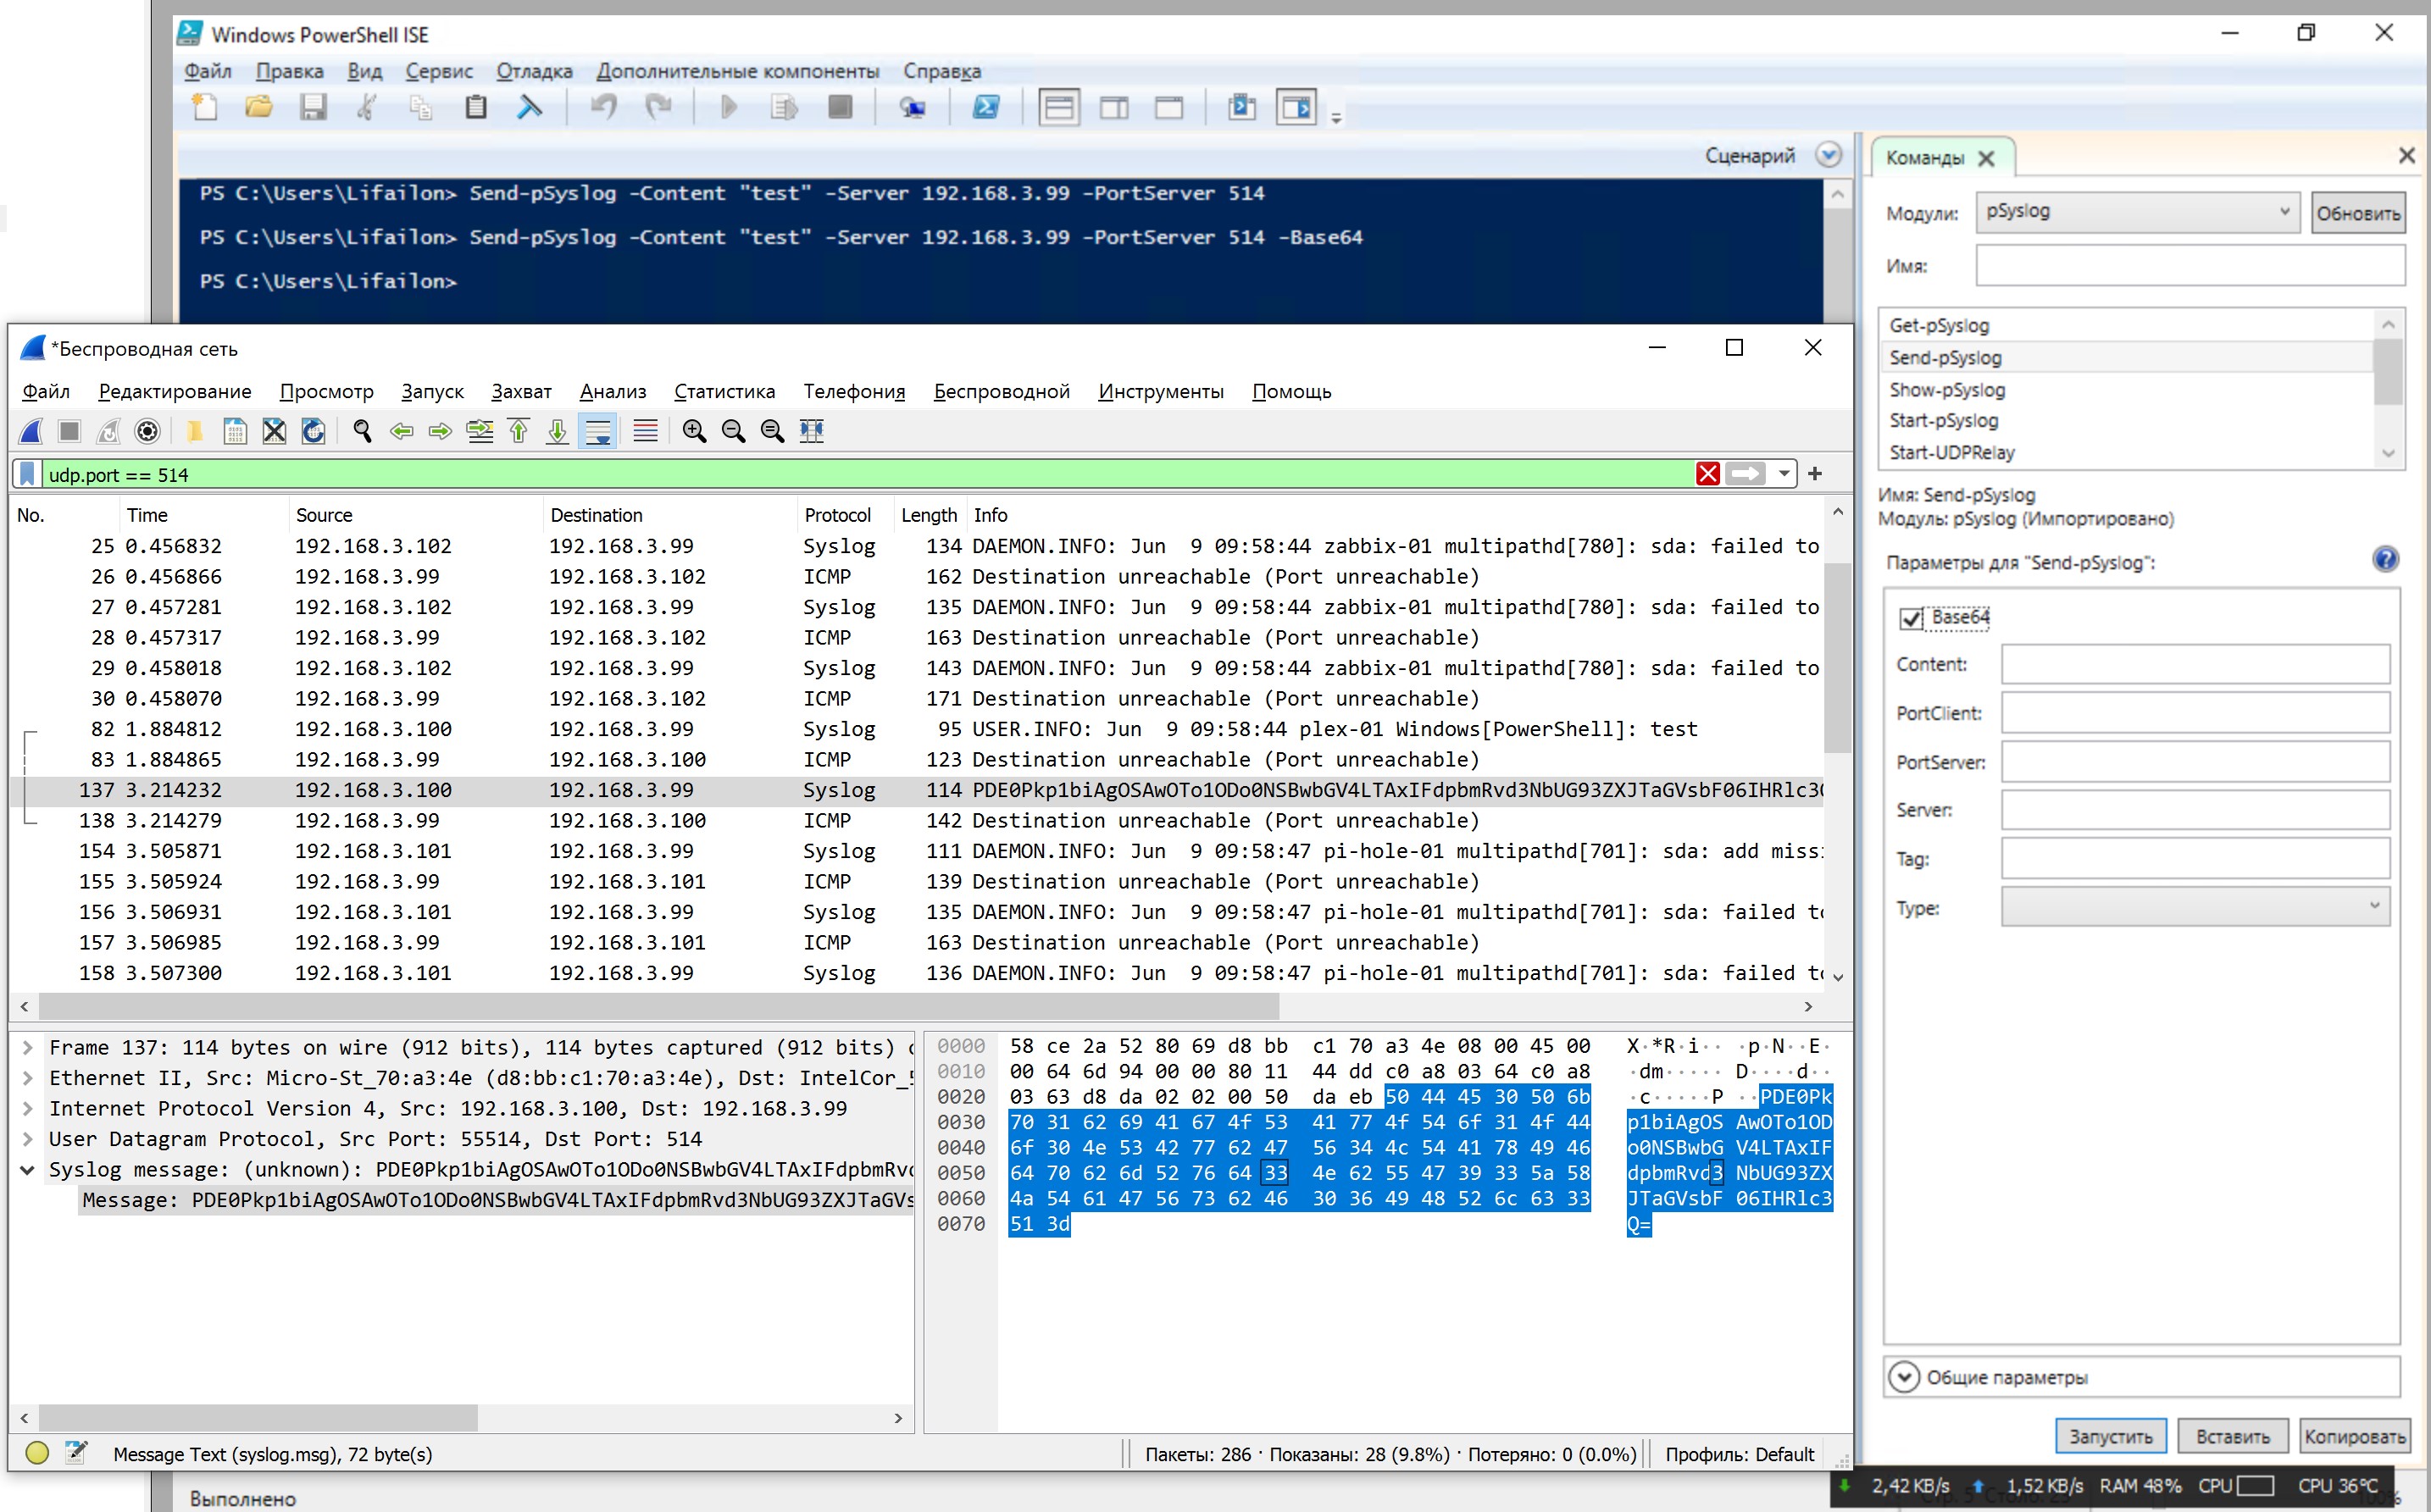 Windows PowerShell ISE
Файл Правка Вид Сервис Отладка Дополнительные компоненты Справка
Сценарий
PS C:\Users\Lifailon> Send-pSyslog -Content "test" -Server 192.168.3.99 -PortServer 514
PS C:\Users\Lifailon> Send-pSyslog -Content "test" -Server 192.168.3.99 -PortServer 514 -Base64
PS C:\Users\Lifailon>
Команды
Модули: pSyslog Обновить
Имя:
Get-pSyslog
Send-pSyslog
Show-pSyslog
Start-pSyslog
Start-UDPRelay
Имя: Send-pSyslog
Модуль: pSyslog (Импортировано)
Параметры для "Send-pSyslog":
Base64
Content:
PortClient:
PortServer:
Server:
Tag:
Type:
Общие параметры
Запустить Вставить Копировать
*Беспроводная сеть
Файл Редактирование Просмотр Запуск Захват Анализ Статистика Телефония Беспроводной Инструменты Помощь
udp.port == 514
No. Time Source Destination Protocol Length Info
25 0.456832 192.168.3.102 192.168.3.99 Syslog 134 DAEMON.INFO: Jun  9 09:58:44 zabbix-01 multipathd[780]: sda: failed to
26 0.456866 192.168.3.99 192.168.3.102 ICMP 162 Destination unreachable (Port unreachable)
27 0.457281 192.168.3.102 192.168.3.99 Syslog 135 DAEMON.INFO: Jun  9 09:58:44 zabbix-01 multipathd[780]: sda: failed to
28 0.457317 192.168.3.99 192.168.3.102 ICMP 163 Destination unreachable (Port unreachable)
29 0.458018 192.168.3.102 192.168.3.99 Syslog 143 DAEMON.INFO: Jun  9 09:58:44 zabbix-01 multipathd[780]: sda: failed to
30 0.458070 192.168.3.99 192.168.3.102 ICMP 171 Destination unreachable (Port unreachable)
82 1.884812 192.168.3.100 192.168.3.99 Syslog 95 USER.INFO: Jun  9 09:58:44 plex-01 Windows[PowerShell]: test
83 1.884865 192.168.3.99 192.168.3.100 ICMP 123 Destination unreachable (Port unreachable)
137 3.214232 192.168.3.100 192.168.3.99 Syslog 114 PDE0Pkp1biAgOSAwOTo1ODo0NSBwbGV4LTAxIFdpbmRvd3NbUG93ZXJTaGVsbF06IHRlc3
138 3.214279 192.168.3.99 192.168.3.100 ICMP 142 Destination unreachable (Port unreachable)
154 3.505871 192.168.3.101 192.168.3.99 Syslog 111 DAEMON.INFO: Jun  9 09:58:47 pi-hole-01 multipathd[701]: sda: add miss
155 3.505924 192.168.3.99 192.168.3.101 ICMP 139 Destination unreachable (Port unreachable)
156 3.506931 192.168.3.101 192.168.3.99 Syslog 135 DAEMON.INFO: Jun  9 09:58:47 pi-hole-01 multipathd[701]: sda: failed t
157 3.506985 192.168.3.99 192.168.3.101 ICMP 163 Destination unreachable (Port unreachable)
158 3.507300 192.168.3.101 192.168.3.99 Syslog 136 DAEMON.INFO: Jun  9 09:58:47 pi-hole-01 multipathd[701]: sda: failed t
Frame 137: 114 bytes on wire (912 bits), 114 bytes captured (912 bits)
Ethernet II, Src: Micro-St_70:a3:4e (d8:bb:c1:70:a3:4e), Dst: IntelCor_
Internet Protocol Version 4, Src: 192.168.3.100, Dst: 192.168.3.99
User Datagram Protocol, Src Port: 55514, Dst Port: 514
Syslog message: (unknown): PDE0Pkp1biAgOSAwOTo1ODo0NSBwbGV4LTAxIFdpbmRv
Message: PDE0Pkp1biAgOSAwOTo1ODo0NSBwbGV4LTAxIFdpbmRvd3NbUG93ZXJTaGVs
0000 58 ce 2a 52 80 69 d8 bb c1 70 a3 4e 08 00 45 00 X·*R·i·· ·p·N··E·
0010 00 64 6d 94 00 00 80 11 44 dd c0 a8 03 64 c0 a8 ·dm····· D····d··
0020 03 63 d8 da 02 02 00 50 da eb 50 44 45 30 50 6b ·c·····P ··PDE0Pk
0030 70 31 62 69 41 67 4f 53 41 77 4f 54 6f 31 4f 44 p1biAgOS AwOTo1OD
0040 6f 30 4e 53 42 77 62 47 56 34 4c 54 41 78 49 46 o0NSBwbG V4LTAxIF
0050 64 70 62 6d 52 76 64 33 4e 62 55 47 39 33 5a 58 dpbmRvd3 NbUG93ZX
0060 4a 54 61 47 56 73 62 46 30 36 49 48 52 6c 63 33 JTaGVsbF 06IHRlc3
0070 51 3d Q=
Message Text (syslog.msg), 72 byte(s)
Пакеты: 286 · Показаны: 28 (9.8%) · Потеряно: 0 (0.0%)
Профиль: Default
Выполнено
2,42 KB/s 1,52 KB/s RAM 48% CPU CPU 36°C